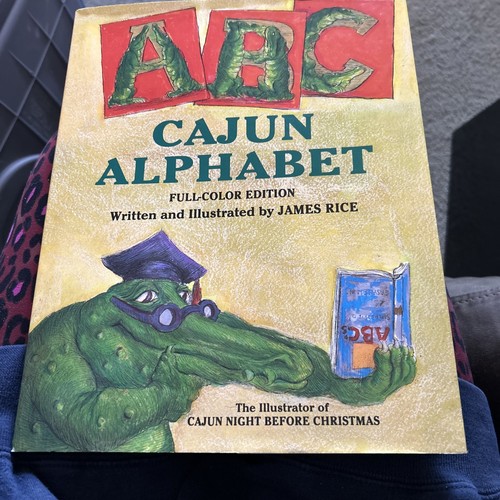 ABC
CAJUN
ALPHABET
FULL-COLOR EDITION
Written and Illustrated by JAMES RICE
ABCs
The Illustrator of
CAJUN NIGHT BEFORE CHRISTMAS